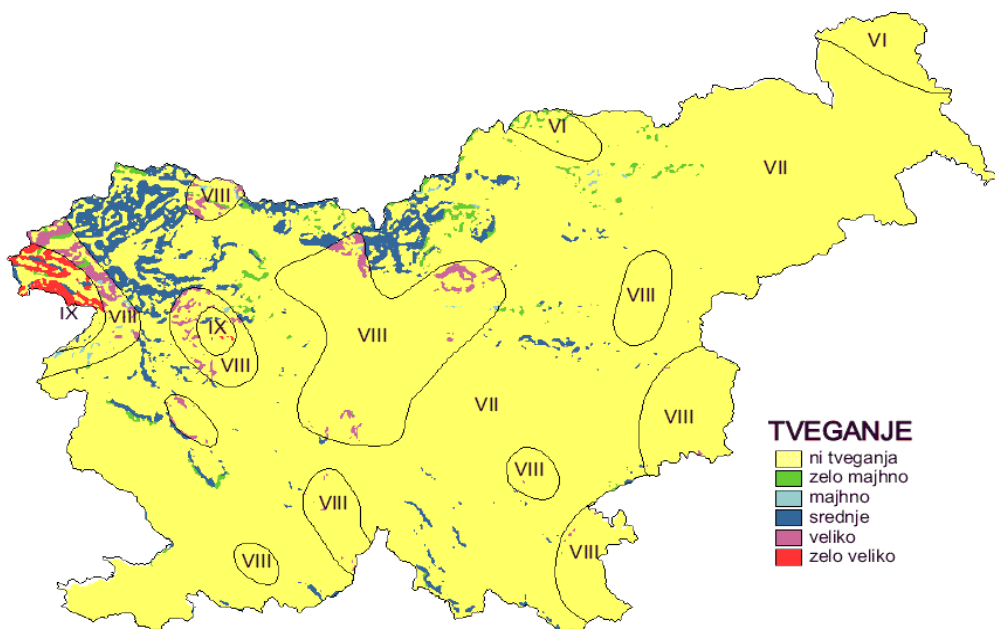 VI
VI
VII
VIII
VIII
IX
VIII
IX
VIII
VIII
VII
VIII
VIII
VIII
VIII
VIII
TVEGANJE
ni tveganja
zelo majhno
majhno
srednje
veliko
zelo veliko